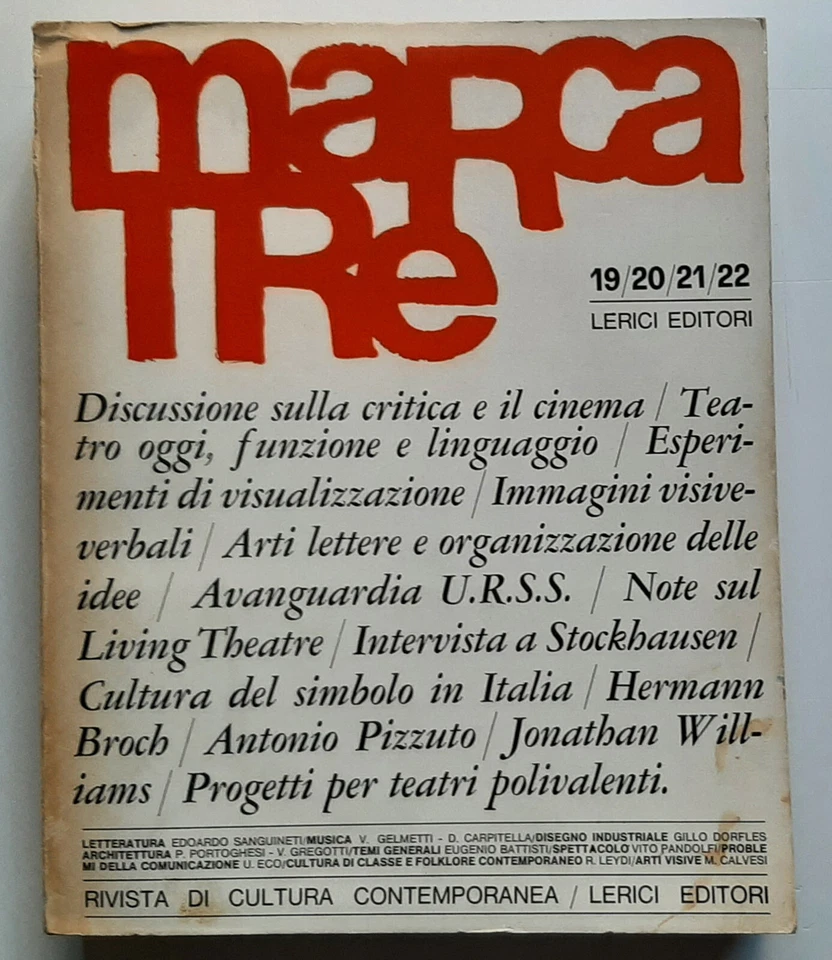 maRca
TRe
19/20/21/22
LERICI EDITORI
Discussione sulla critica e il cinema / Tea-
tro oggi, funzione e linguaggio / Esperi-
menti di visualizzazione / Immagini visive-
verbali / Arti lettere e organizzazione delle
idee / Avanguardia U.R.S.S. / Note sul
Living Theatre / Intervista a Stockhausen /
Cultura del simbolo in Italia / Hermann
Broch / Antonio Pizzuto / Jonathan Will-
iams / Progetti per teatri polivalenti.
LETTERATURA EDOARDO SANGUINETI/MUSICA V. GELMETTI - D. CARPITELLA/DISEGNO INDUSTRIALE GILLO DORFLES
ARCHITETTURA P. PORTOGHESI - V. GREGOTTI/TEMI GENERALI EUGENIO BATTISTI/SPETTACOLO VITO PANDOLFI/PROBLE
MI DELLA COMUNICAZIONE U. ECO/CULTURA DI CLASSE E FOLKLORE CONTEMPORANEO R. LEYDI/ARTI VISIVE M. CALVESI
RIVISTA DI CULTURA CONTEMPORANEA / LERICI EDITORI